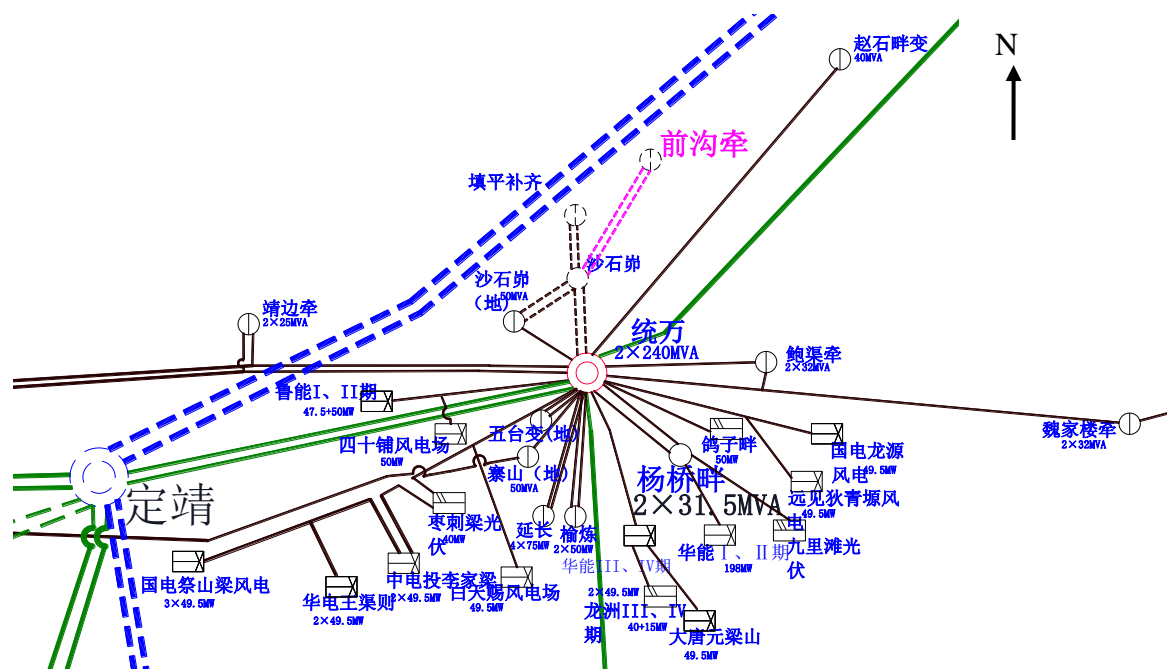 赵石畔变
40MVA
N
前沟牵
填平补齐
沙石峁
沙石峁
(地)
50MVA
靖边牵
2×25MVA
统万
2×240MVA
鲍渠牵
2×32MVA
鲁能I、II期
47.5+50MW
四十铺风电场
50MW
五台变(地)
寨山（地）
50MVA
鸽子畔
50MW
国电龙源
风电
49.5MW
魏家楼牵
2×32MVA
杨桥畔
2×31.5MVA
远见狄青塬风
电
49.5MW
定靖
枣刺梁光
伏
40MW
延长
4×75MW
榆炼
2×50MW
华能III、IV期
2×49.5MW
华能Ⅰ、Ⅱ期
198MW
九里滩光
伏
国电祭山梁风电
3×49.5MW
华电王渠则
2×49.5MW
中电投李家梁
2×49.5MW
白天赐风电场
49.5MW
龙洲III、IV
期
40+15MW
大唐元梁山
49.5MW